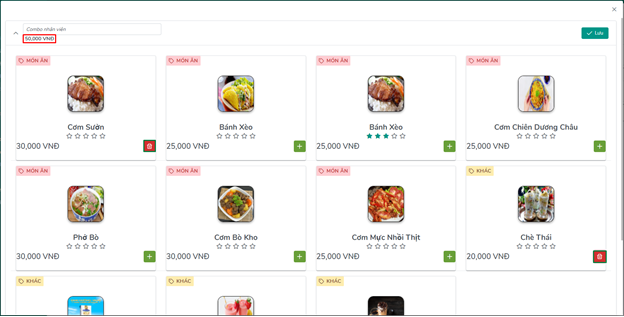 Combo nhân viên
50,000 VNĐ
Lưu
MÓN ĂN
MÓN ĂN
MÓN ĂN
MÓN ĂN
Cơm Sườn
Bánh Xèo
Bánh Xèo
Cơm Chiên Dương Châu
30,000 VNĐ
25,000 VNĐ
25,000 VNĐ
25,000 VNĐ
MÓN ĂN
MÓN ĂN
MÓN ĂN
KHÁC
Phở Bò
Cơm Bò Kho
Cơm Mực Nhồi Thịt
Chè Thái
30,000 VNĐ
30,000 VNĐ
25,000 VNĐ
20,000 VNĐ
KHÁC
KHÁC
KHÁC